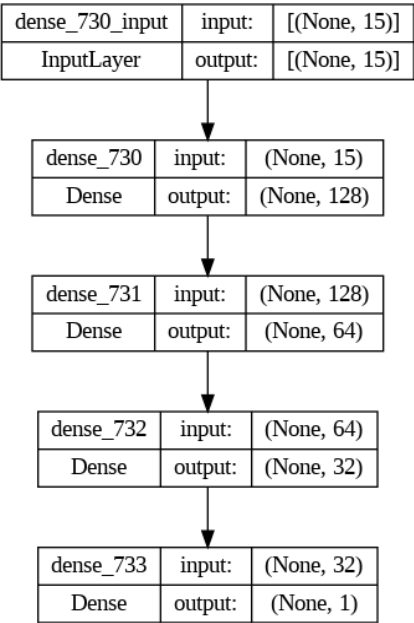 dense_730_input input: [(None, 15)]
InputLayer output: [(None, 15)]
dense_730 input: (None, 15)
Dense output: (None, 128)
dense_731 input: (None, 128)
Dense output: (None, 64)
dense_732 input: (None, 64)
Dense output: (None, 32)
dense_733 input: (None, 32)
Dense output: (None, 1)